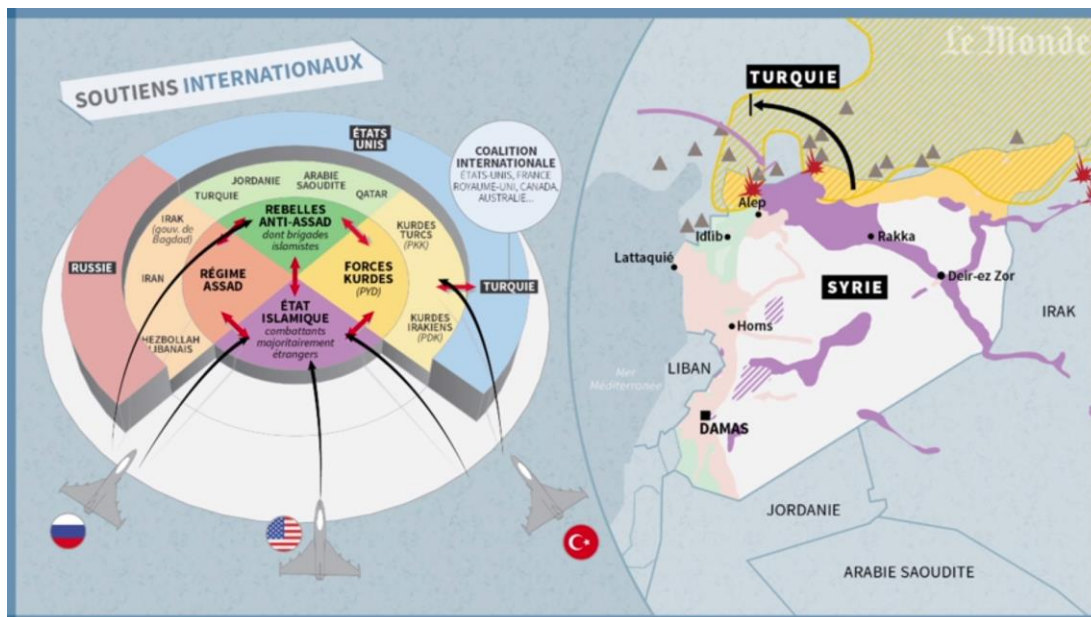 SOUTIENS INTERNATIONAUX
ÉTATS
UNIS
COALITION
INTERNATIONALE
ÉTATS-UNIS, FRANCE
ROYAUME-UNI, CANADA,
AUSTRALIE...
RUSSIE
TURQUIE
JORDANIE
ARABIE
SAOUDITE
QATAR
IRAK
(gouv. de
Bagdad)
IRAN
HEZBOLLAH
LIBANAIS
REBELLES
ANTI-ASSAD
dont brigades
islamistes
RÉGIME
ASSAD
FORCES
KURDES
(PYD)
ÉTAT
ISLAMIQUE
combattants
majoritairement
étrangers
KURDES
TURCS
(PKK)
KURDES
IRAKIENS
(PDK)
TURQUIE
Le Monde
TURQUIE
Alep
Idlib
Rakka
Lattaquié
Deir-ez Zor
SYRIE
IRAK
Homs
LIBAN
Mer
Méditerranée
DAMAS
JORDANIE
ARABIE SAOUDITE